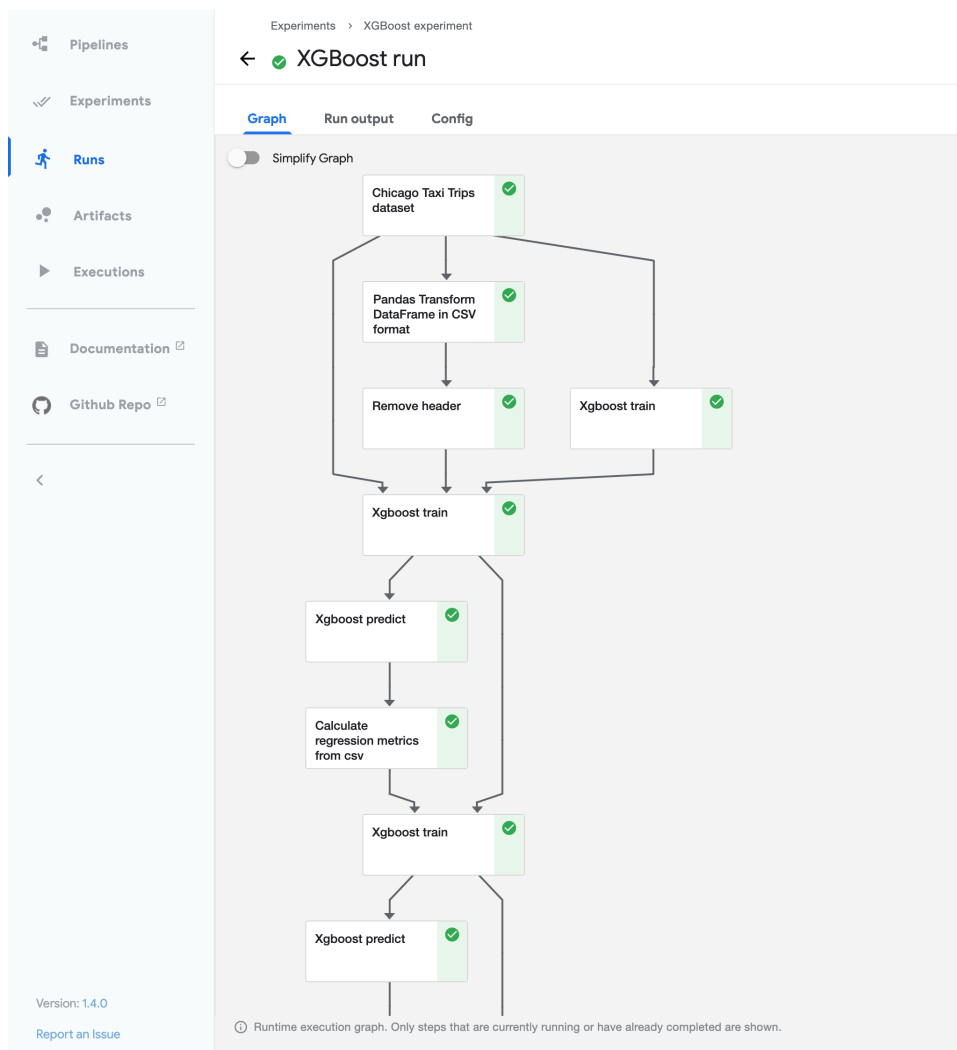 Experiments > XGBoost experiment
XGBoost run
Pipelines
Experiments
Runs
Artifacts
Executions
Documentation
Github Repo
Version: 1.4.0
Report an Issue
Graph
Run output
Config
Simplify Graph
Chicago Taxi Trips
dataset
Pandas Transform
DataFrame in CSV
format
Remove header
Xgboost train
Xgboost train
Xgboost predict
Calculate
regression metrics
from csv
Xgboost train
Xgboost predict
Runtime execution graph. Only steps that are currently running or have already completed are shown.